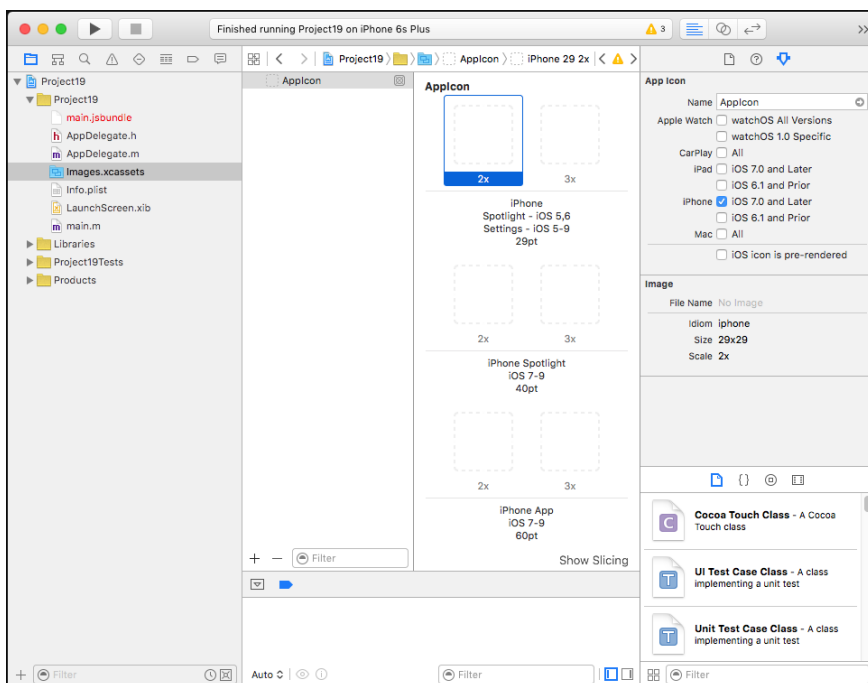 Finished running Project19 on iPhone 6s Plus
3
Project19
AppIcon
iPhone 29 2x
Project19
Project19
main.jsbundle
h AppDelegate.h
m AppDelegate.m
Images.xcassets
Info.plist
LaunchScreen.xib
m main.m
Libraries
Project19Tests
Products
Filter
AppIcon
Filter
AppIcon
2x
3x
iPhone
Spotlight - iOS 5,6
Settings - iOS 5-9
29pt
2x
3x
iPhone Spotlight
iOS 7-9
40pt
2x
3x
iPhone App
iOS 7-9
60pt
Show Slicing
Auto
Filter
App Icon
Name AppIcon
Apple Watch watchOS All Versions
watchOS 1.0 Specific
CarPlay All
iPad iOS 7.0 and Later
iOS 6.1 and Prior
iPhone iOS 7.0 and Later
iOS 6.1 and Prior
Mac All
iOS icon is pre-rendered
Image
File Name No Image
Idiom iphone
Size 29x29
Scale 2x
{}
C
Cocoa Touch Class - A Cocoa
Touch class
T
UI Test Case Class - A class
implementing a unit test
T
Unit Test Case Class - A class
implementing a unit test
Filter